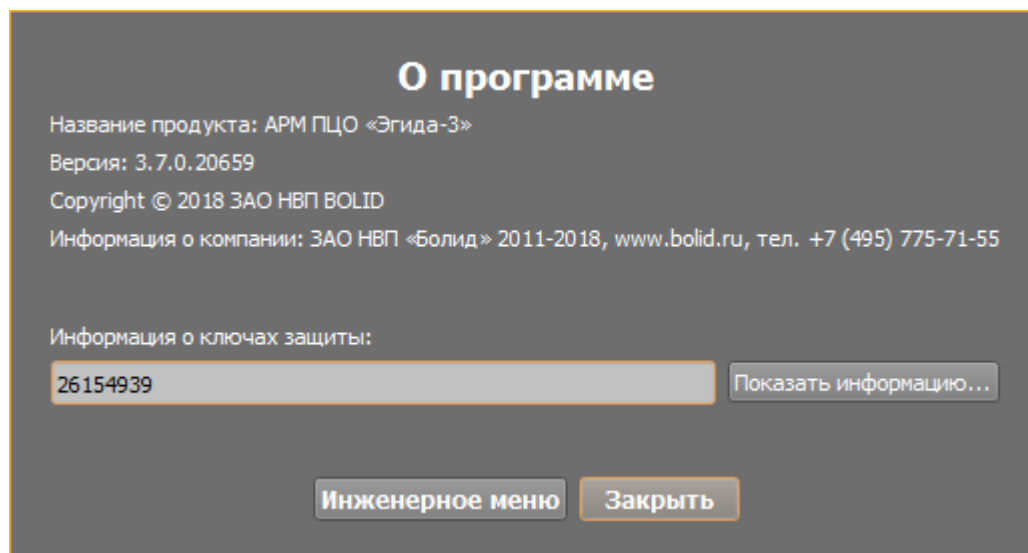 О программе
Название продукта: АРМ ПЦО «Эгида-3»
Версия: 3.7.0.20659
Copyright © 2018 ЗАО НВП BOLID
Информация о компании: ЗАО НВП «Болид» 2011-2018, www.bolid.ru, тел. +7 (495) 775-71-55
Информация о ключах защиты:
26154939 Показать информацию...
Инженерное меню Закрыть